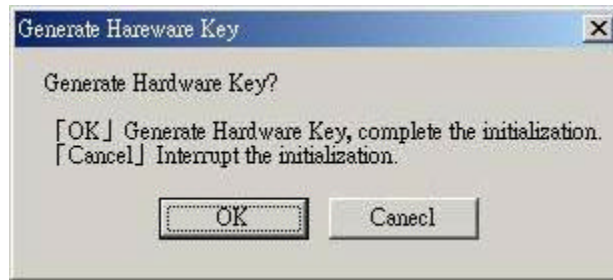 Generate Hareware Key
Generate Hardware Key?
「OK」 Generate Hardware Key, complete the initialization.
「Cancel」 Interrupt the initialization.
OK
Canecl